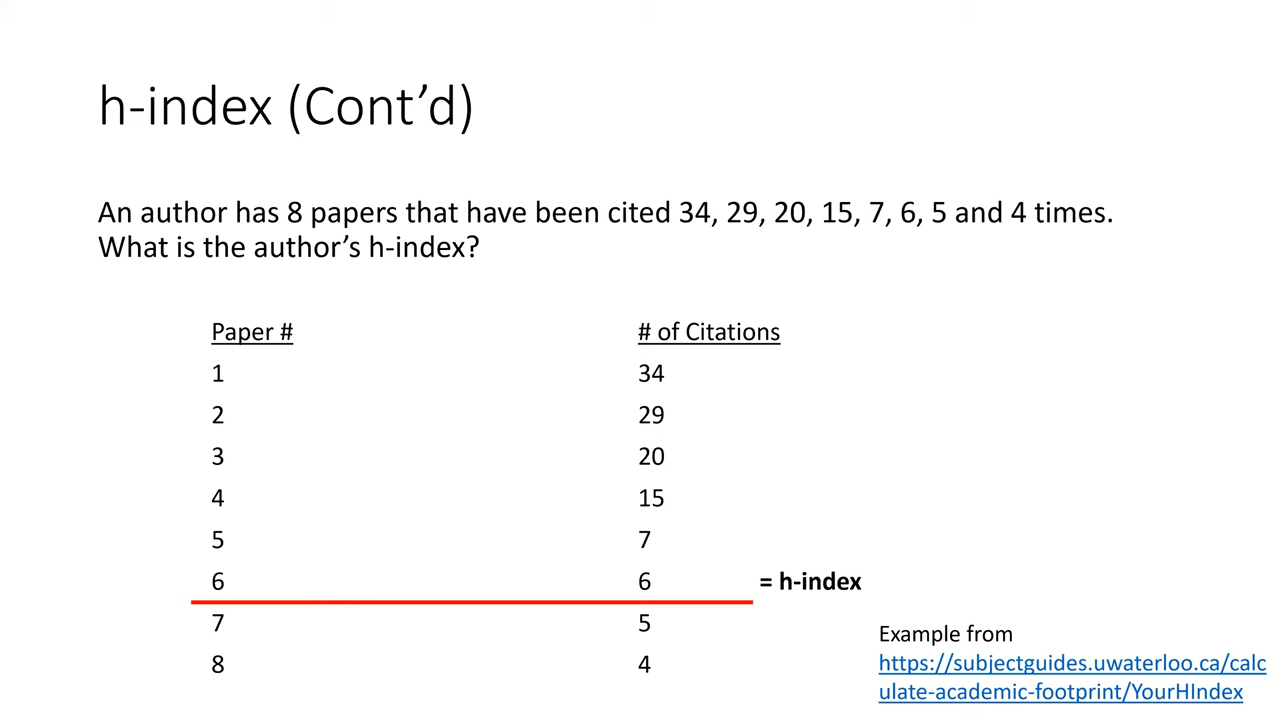 h-index (Cont’d)
An author has 8 papers that have been cited 34, 29, 20, 15, 7, 6, 5 and 4 times.
What is the author’s h-index?
Paper # # of Citations
1 34
2 29
3 20
4 15
5 7
6 6 = h-index
7 5
8 4
Example from
https://subjectguides.uwaterloo.ca/calc
ulate-academic-footprint/YourHIndex